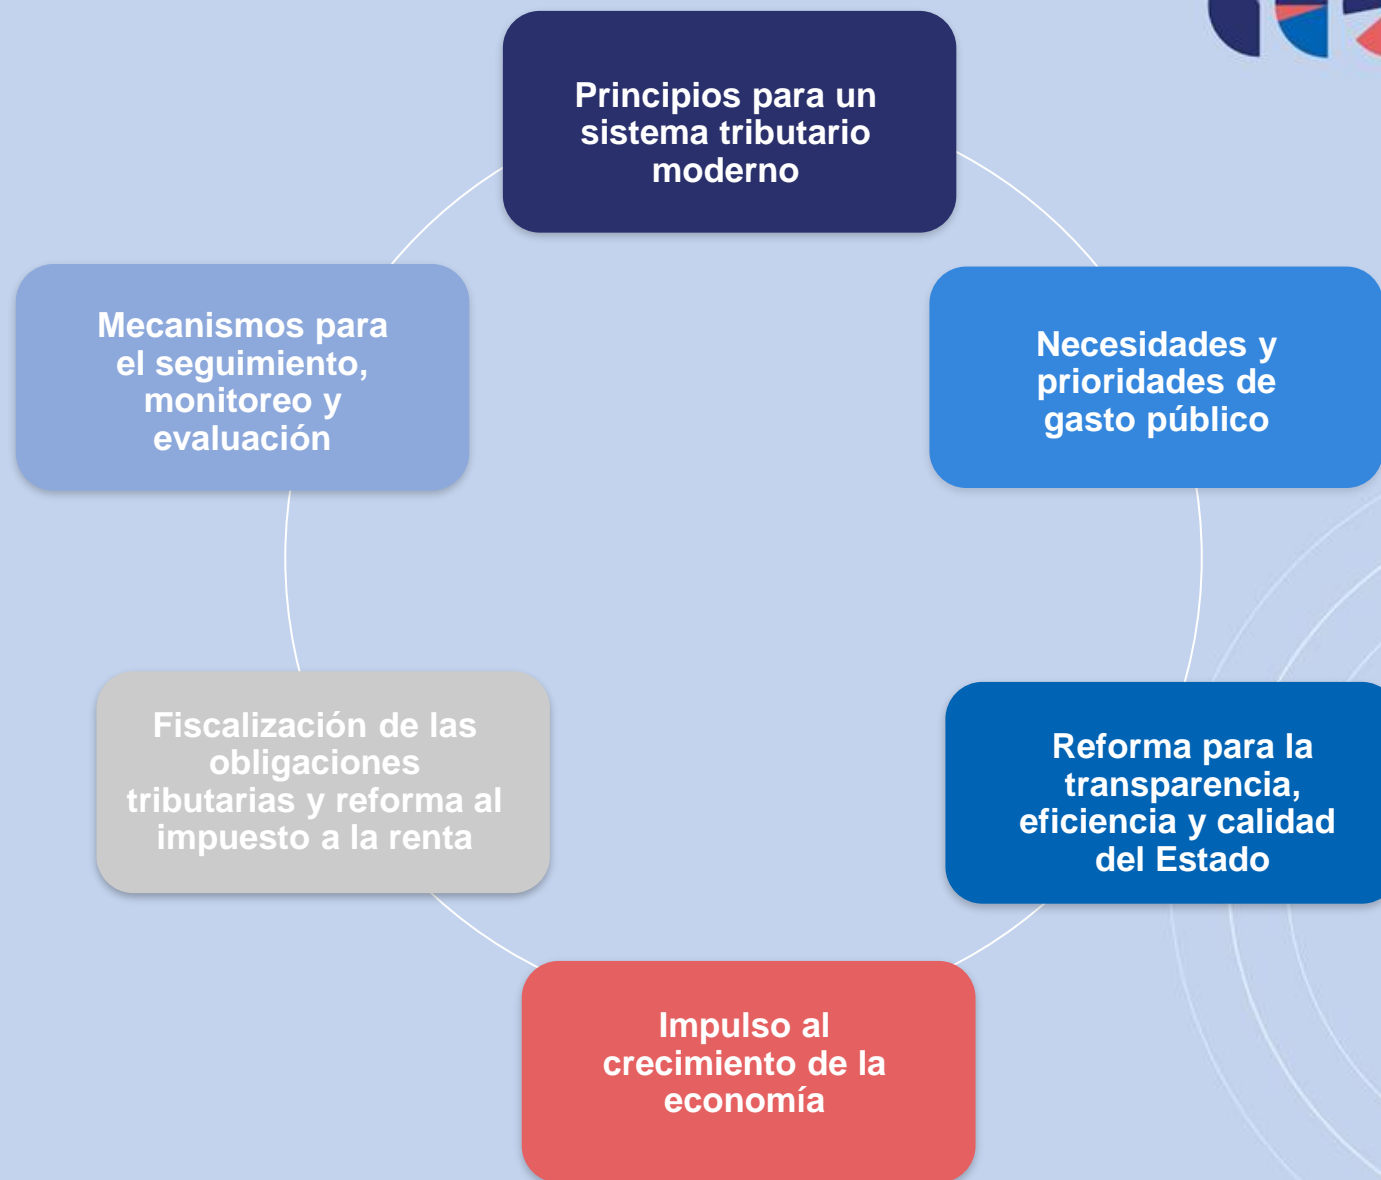 Principios para un
sistema tributario
moderno
Necesidades y
prioridades de
gasto público
Reforma para la
transparencia,
eficiencia y calidad
del Estado
Impulso al
crecimiento de la
economía
Fiscalización de las
obligaciones
tributarias y reforma al
impuesto a la renta
Mecanismos para
el seguimiento,
monitoreo y
evaluación